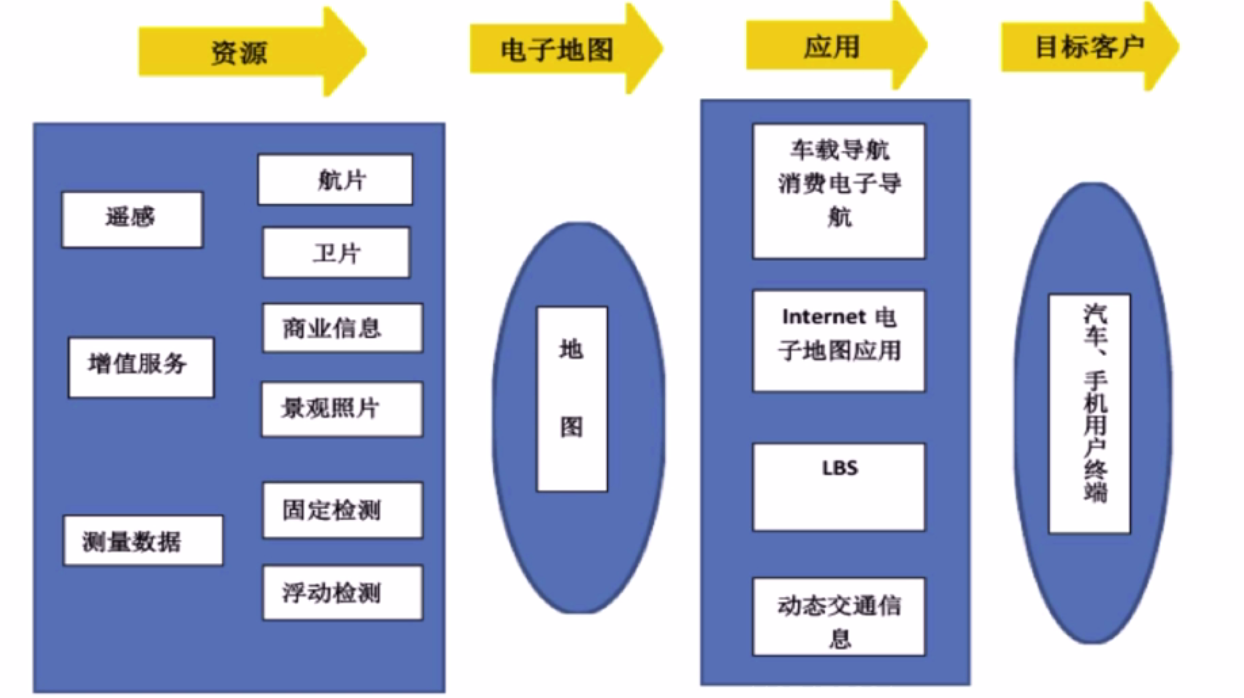 资源
电子地图
应用
目标客户
遥感
航片
卫片
增值服务
商业信息
景观照片
测量数据
固定检测
浮动检测
地
图
车载导航
消费电子导
航
Internet 电
子地图应用
LBS
动态交通信
息
汽车、手机用户终端